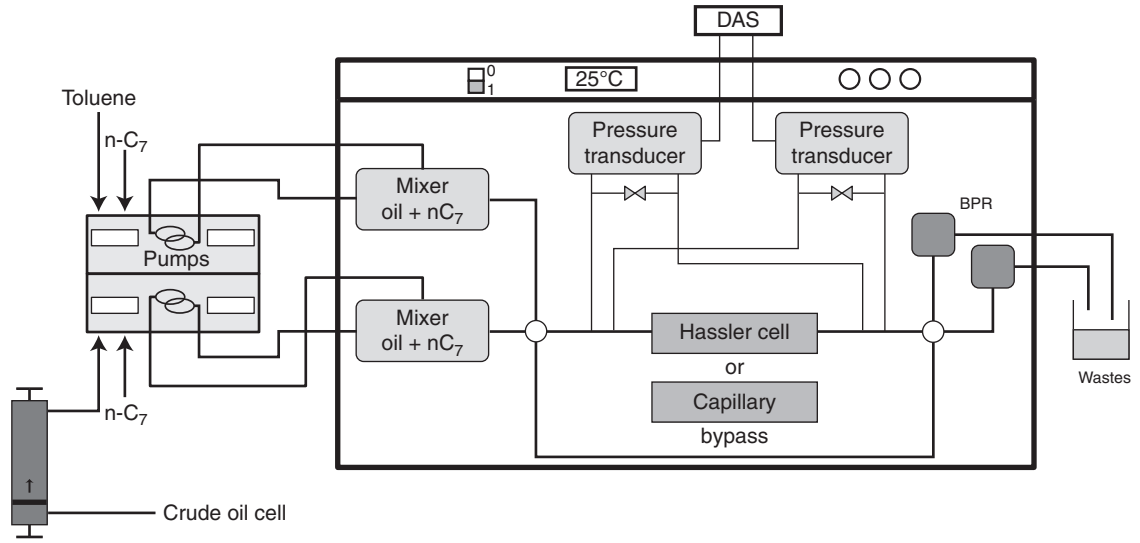 DAS
0
1
25°C
Toluene
n-C₇
Pressure
transducer
Pressure
transducer
Mixer
oil + nC₇
BPR
Pumps
Mixer
oil + nC₇
Hassler cell
or
Capillary
bypass
Wastes
n-C₇
Crude oil cell